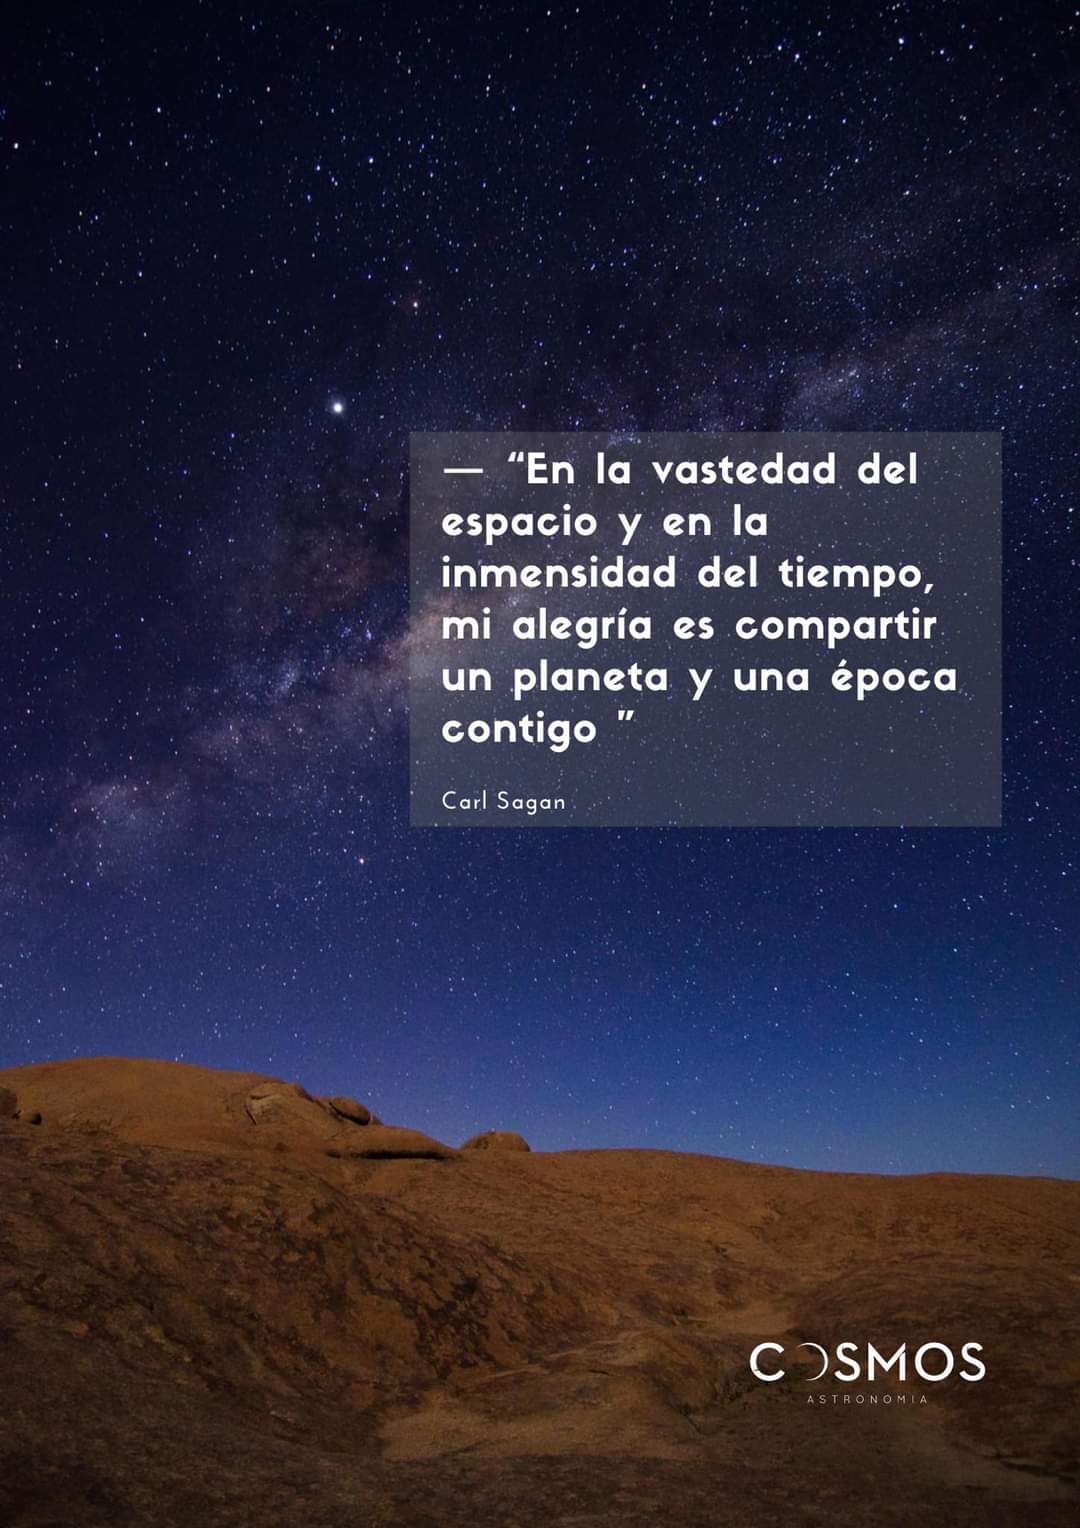 — “En la vastedad del
espacio y en la
inmensidad del tiempo,
mi alegría es compartir
un planeta y una época
contigo "
Carl Sagan
COSMOS
ASTRONOMIA